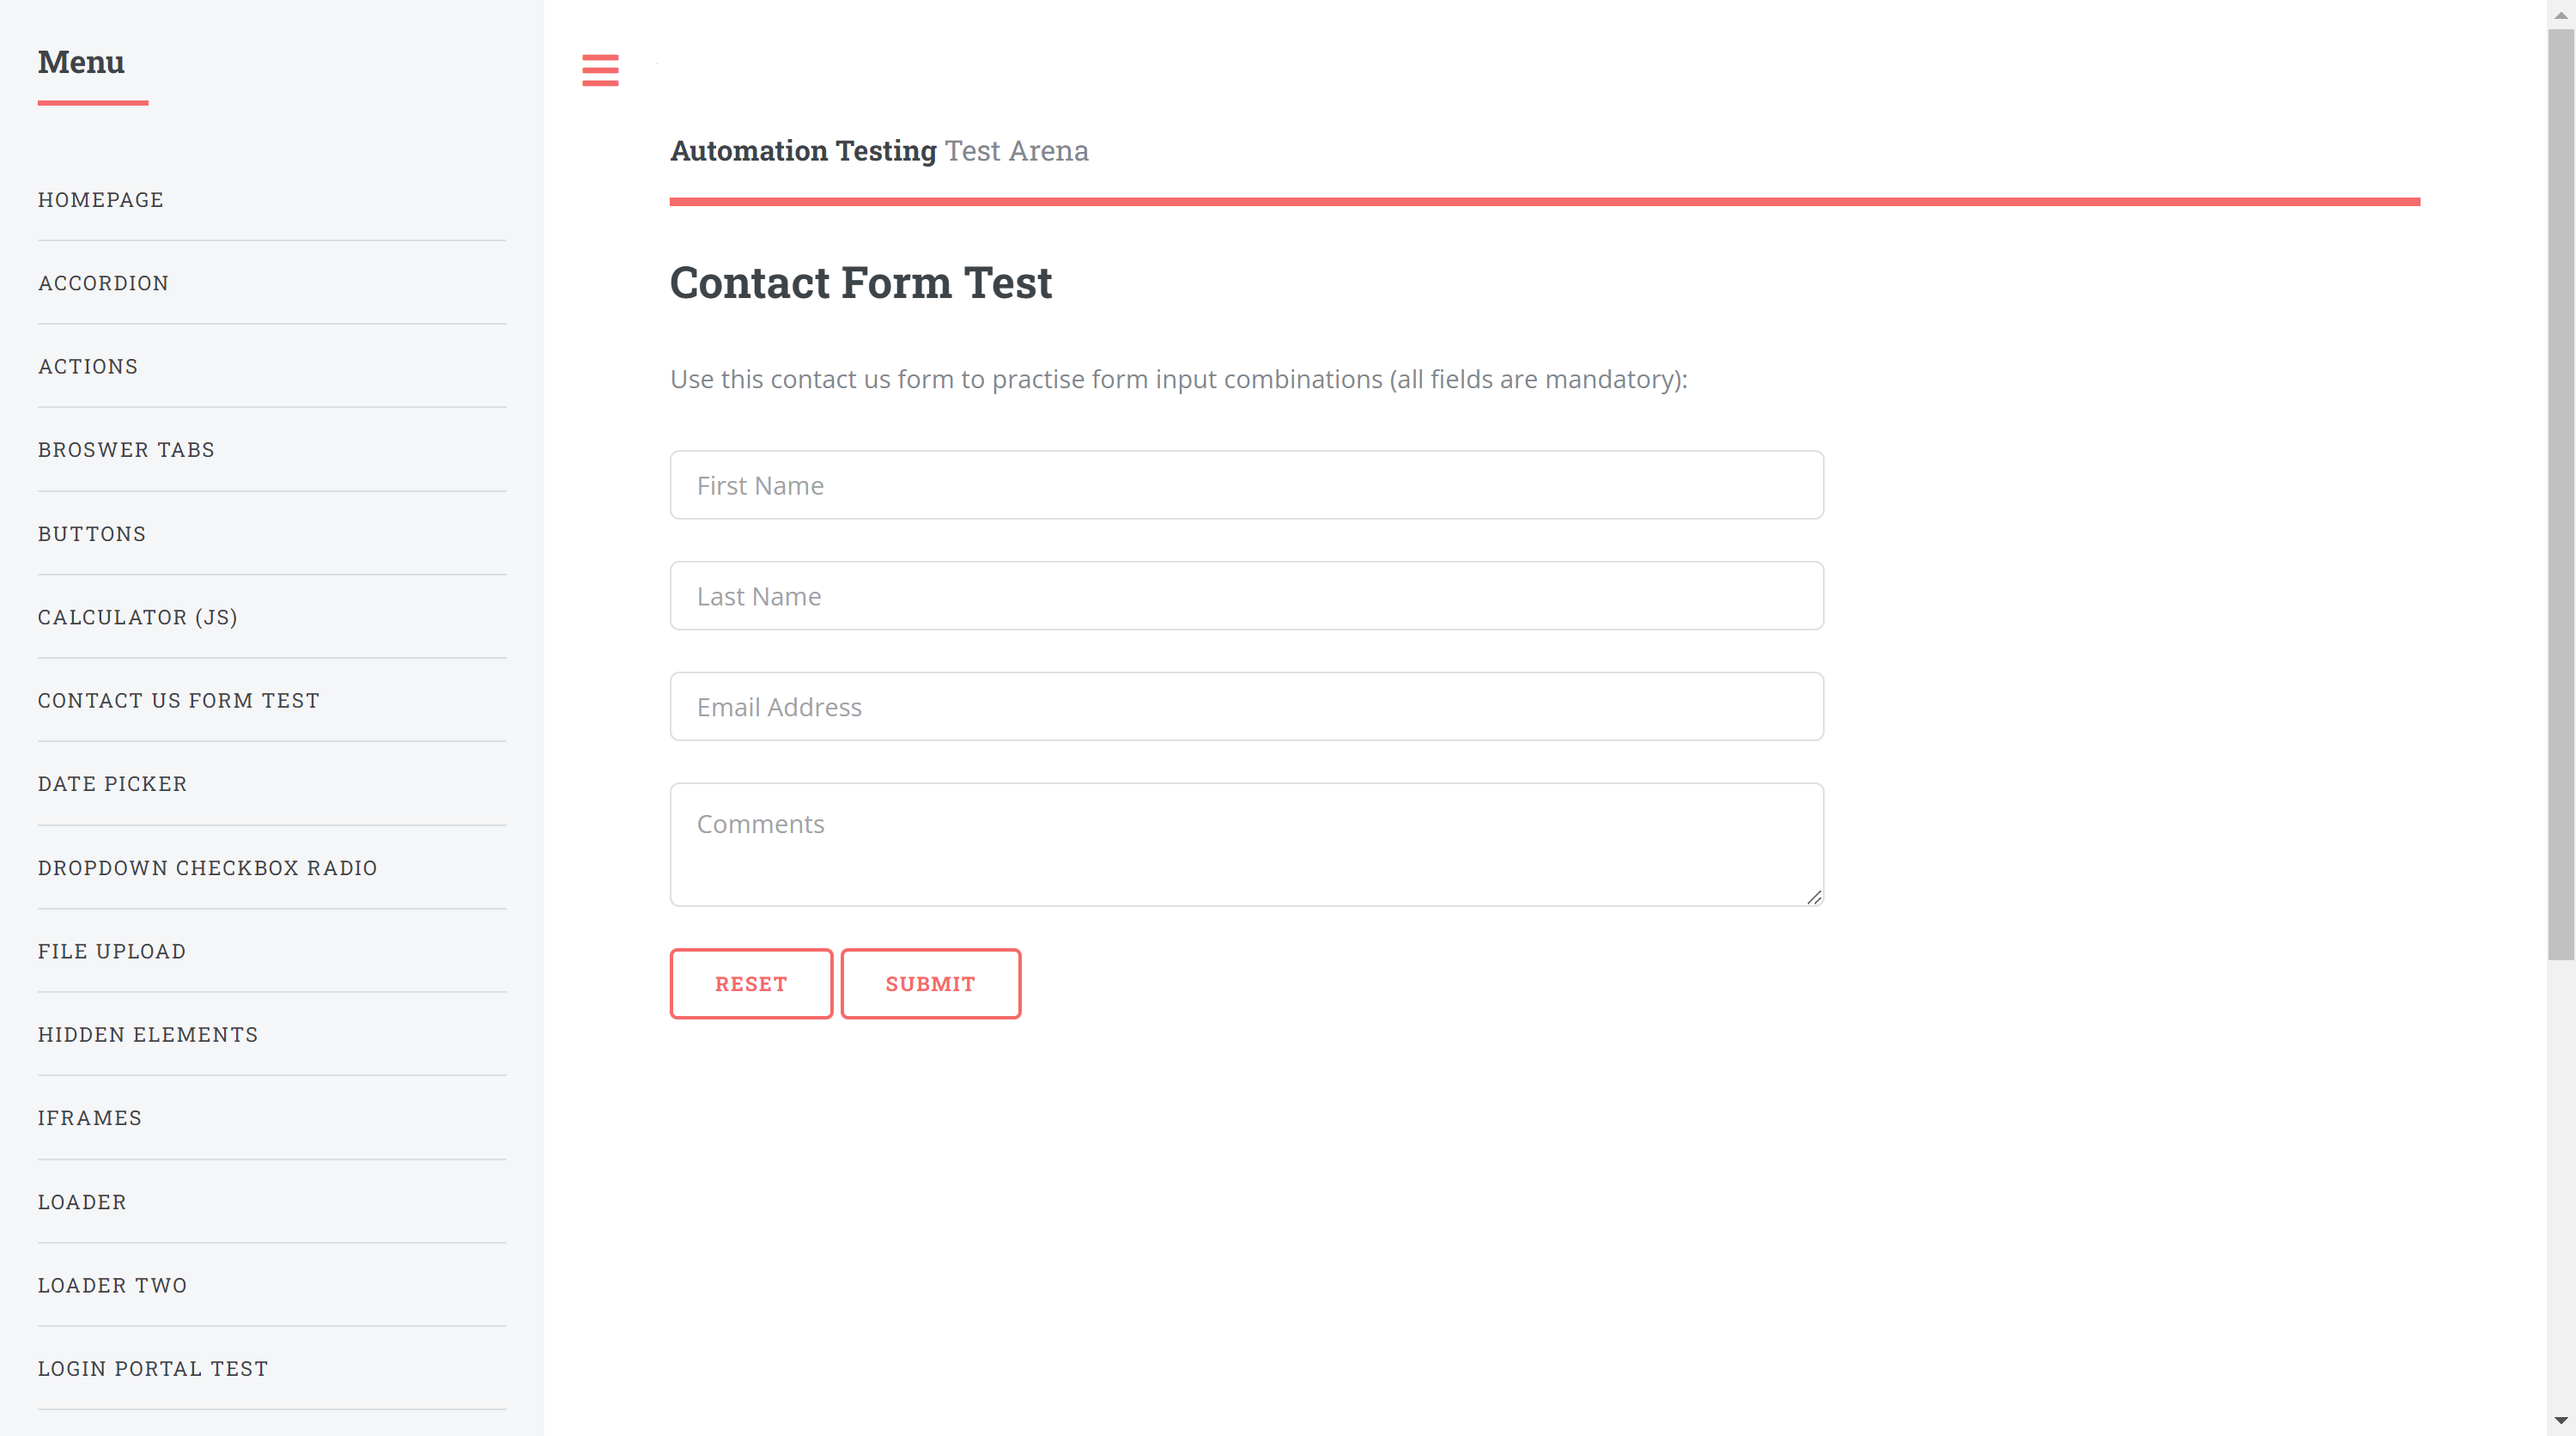 Menu
HOMEPAGE
ACCORDION
ACTIONS
BROSWER TABS
BUTTONS
CALCULATOR (JS)
CONTACT US FORM TEST
DATE PICKER
DROPDOWN CHECKBOX RADIO
FILE UPLOAD
HIDDEN ELEMENTS
IFRAMES
LOADER
LOADER TWO
LOGIN PORTAL TEST
Automation Testing Test Arena
Contact Form Test
Use this contact us form to practise form input combinations (all fields are mandatory):
First Name
Last Name
Email Address
Comments
RESET SUBMIT